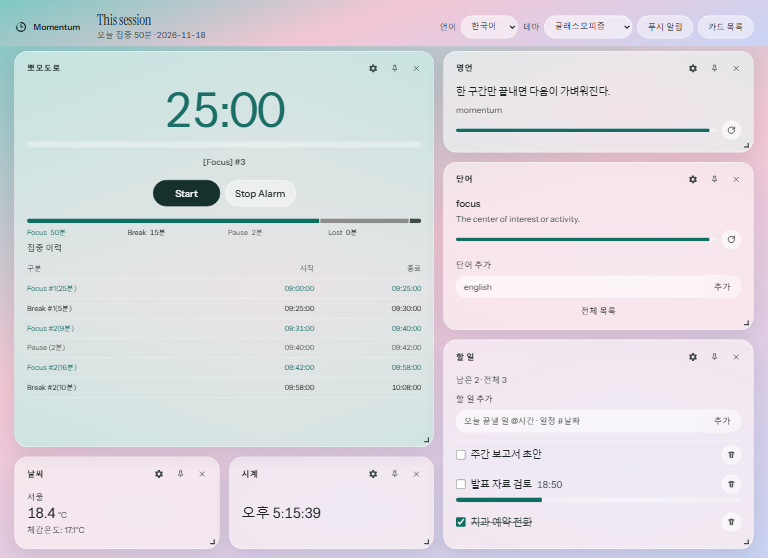 Momentum
This session
오늘 집중 50분 · 2026-11-18
언어 한국어 테마 글래스모피즘 푸시 알림 카드 목록
뽀모도로
25:00
[Focus] #3
Start Stop Alarm
Focus 50분 Break 15분 Pause 2분 Lost 0분
집중 이력
구분 시작 종료
Focus #1(25분) 09:00:00 09:25:00
Break #1(5분) 09:25:00 09:30:00
Focus #2(9분) 09:31:00 09:40:00
Pause (2분) 09:40:00 09:42:00
Focus #2(16분) 09:42:00 09:58:00
Break #2(10분) 09:58:00 10:08:00
날씨
서울
18.4 °C
체감온도: 17.1°C
시계
오후 5:15:39
명언
한 구간만 끝내면 다음이 가벼워진다.
momentum
단어
focus
The center of interest or activity.
단어 추가
english 추가
전체 목록
할 일
남은 2 · 전체 3
할 일 추가
오늘 끝낼 일 @시간 · 일정 #날짜 추가
주간 보고서 초안
발표 자료 검토 18:50
치과 예약 전화